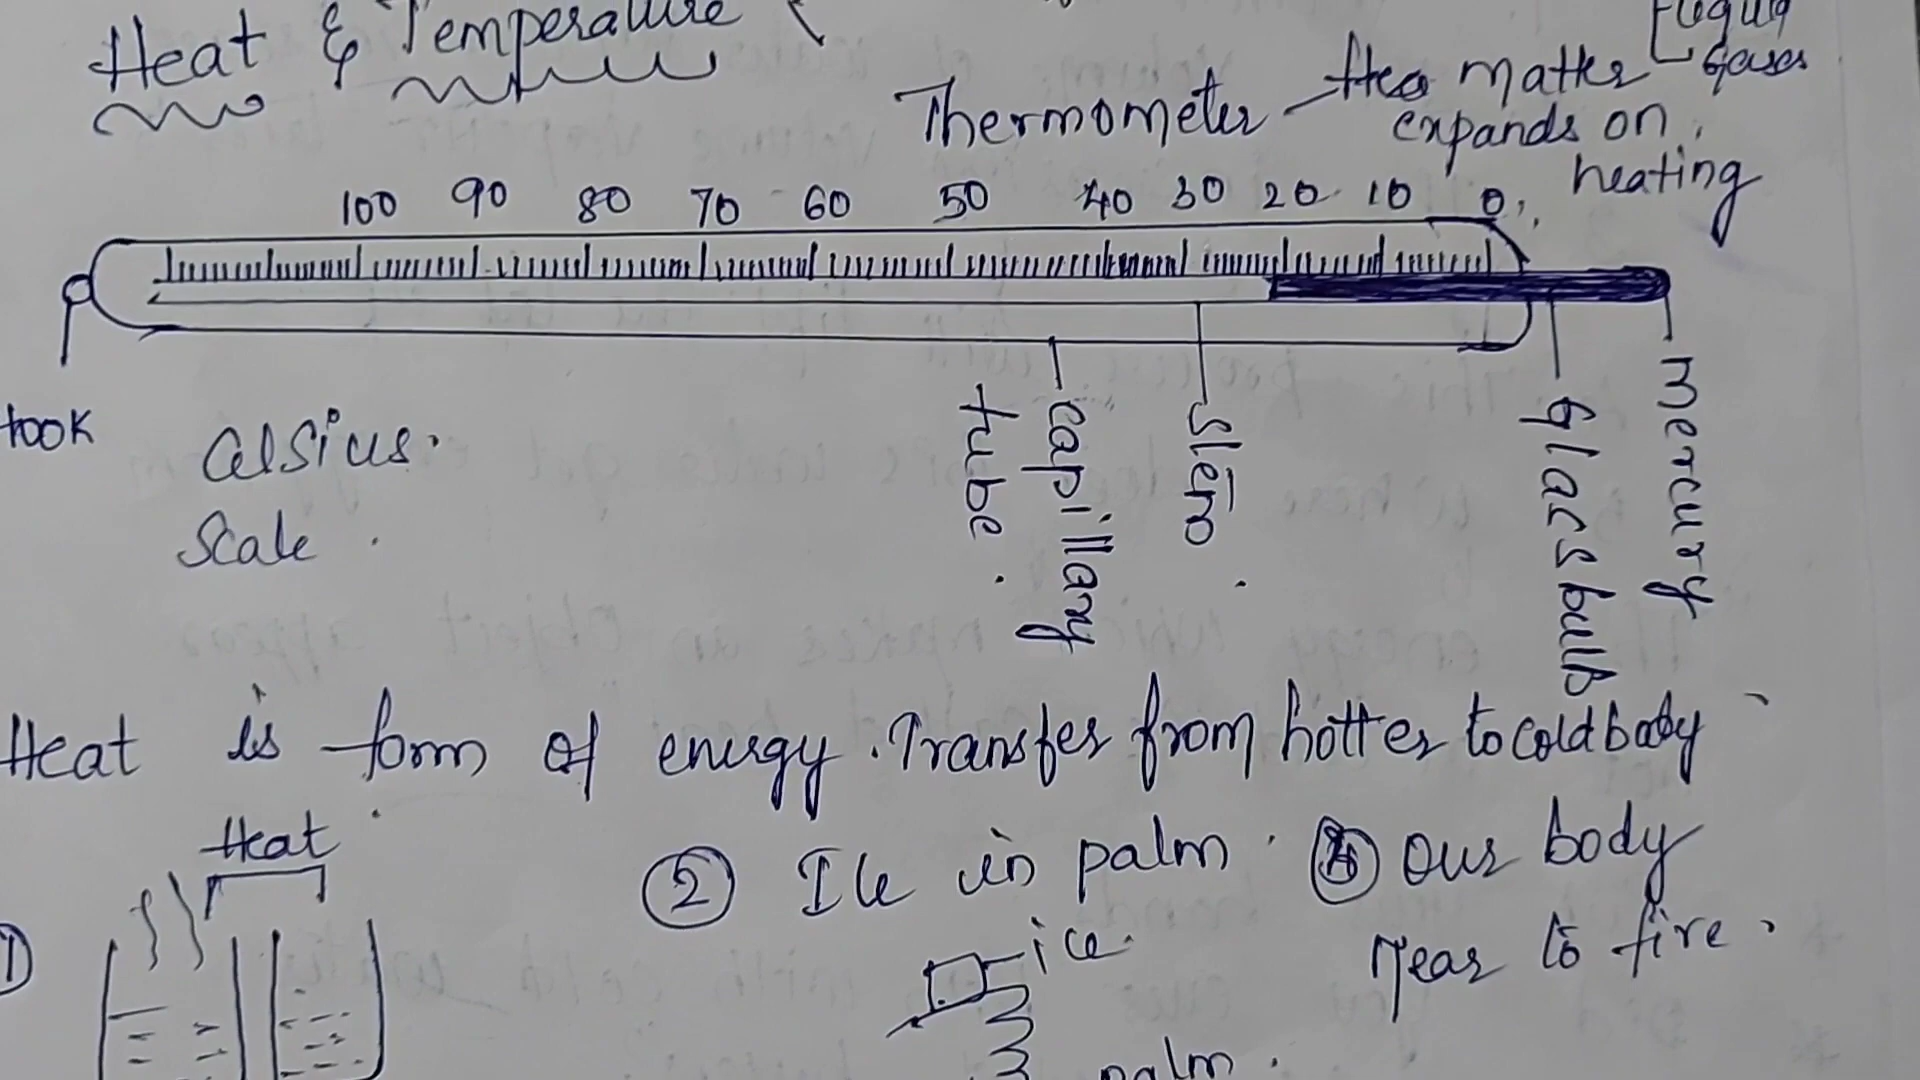 Heat & Temperature
liquid
gases
Thermometer - matter
expands on
heating
100 90 80 70 60 50 40 30 20 10 0
Mercury
Glass bulb
capillary
tube.
Celsius.
Scale.
Heat is form of energy. Transfer from hotter to cold body
Heat
① ② Ice in palm. Our body
near to fire.
ice.
palm.